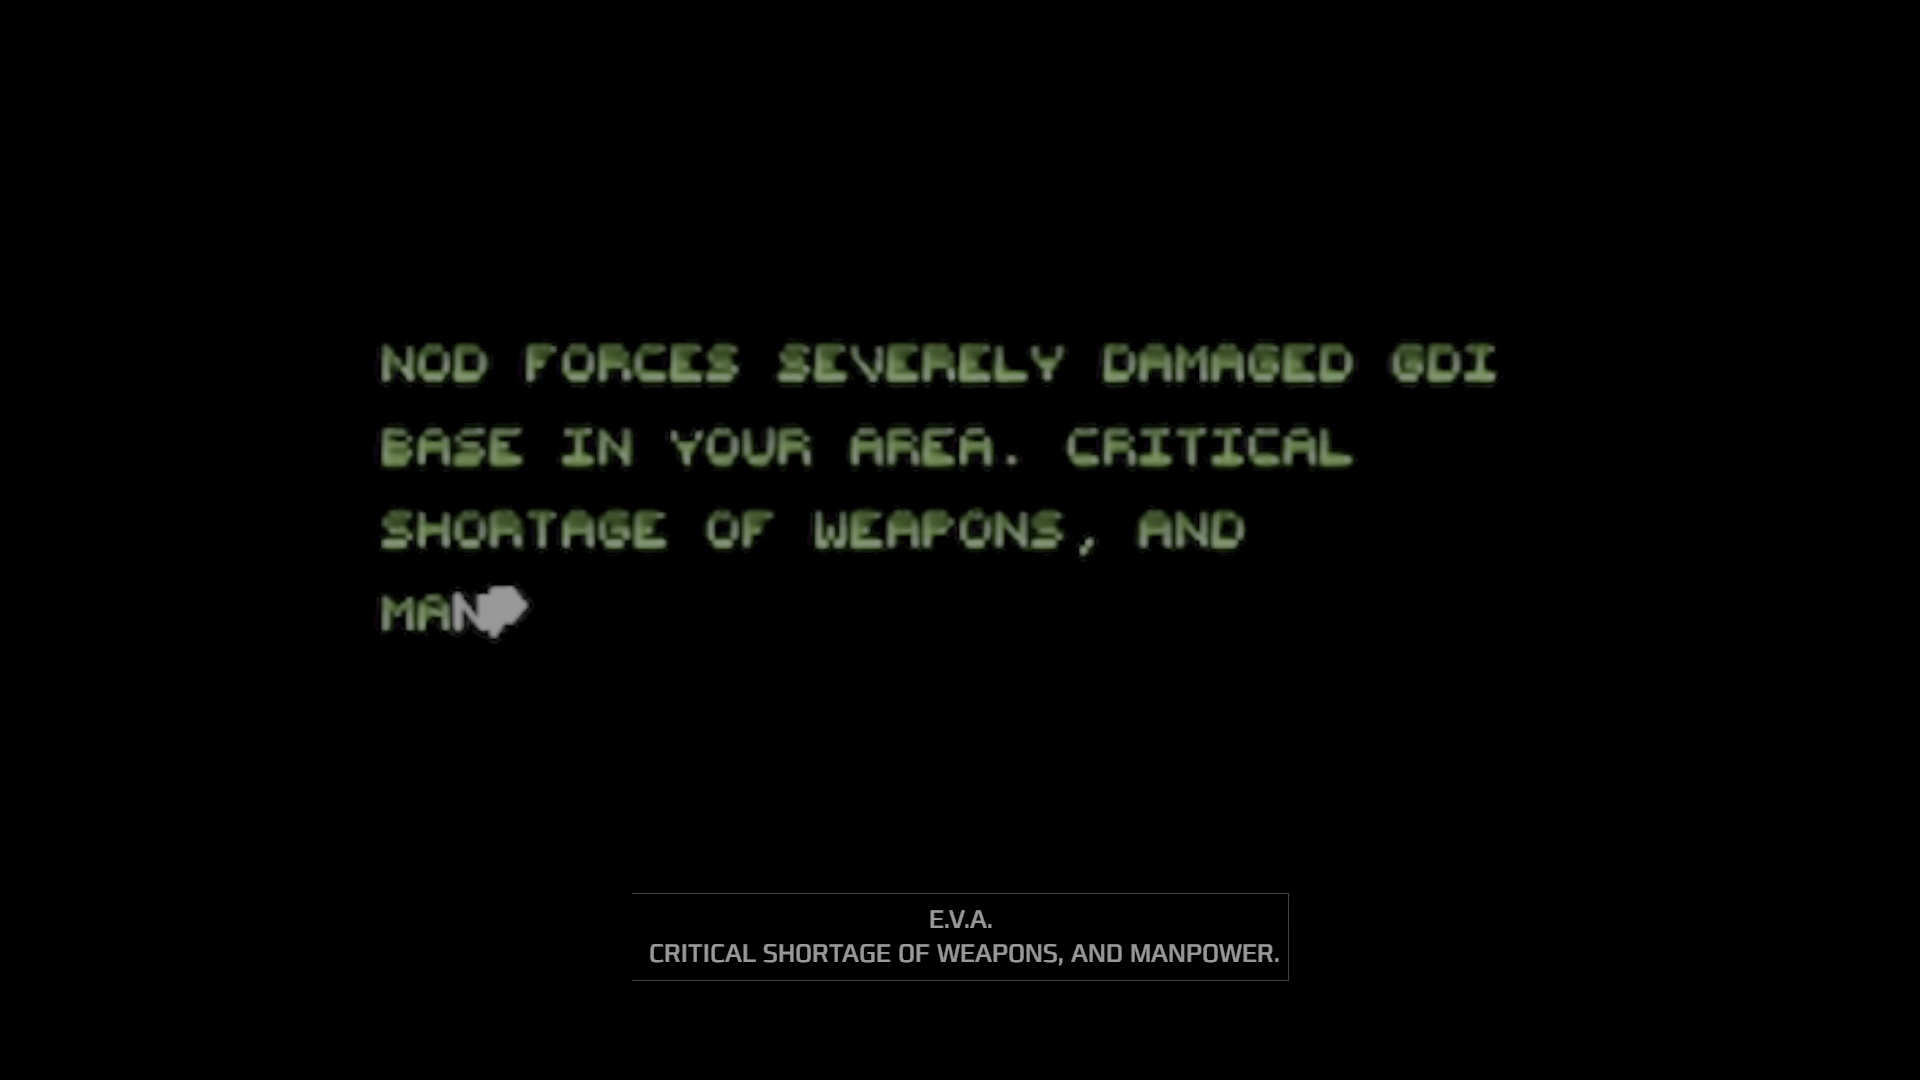 NOD FORCES SEVERELY DAMAGED GDI
BASE IN YOUR AREA. CRITICAL
SHORTAGE OF WEAPONS, AND
MAN
E.V.A.
CRITICAL SHORTAGE OF WEAPONS, AND MANPOWER.